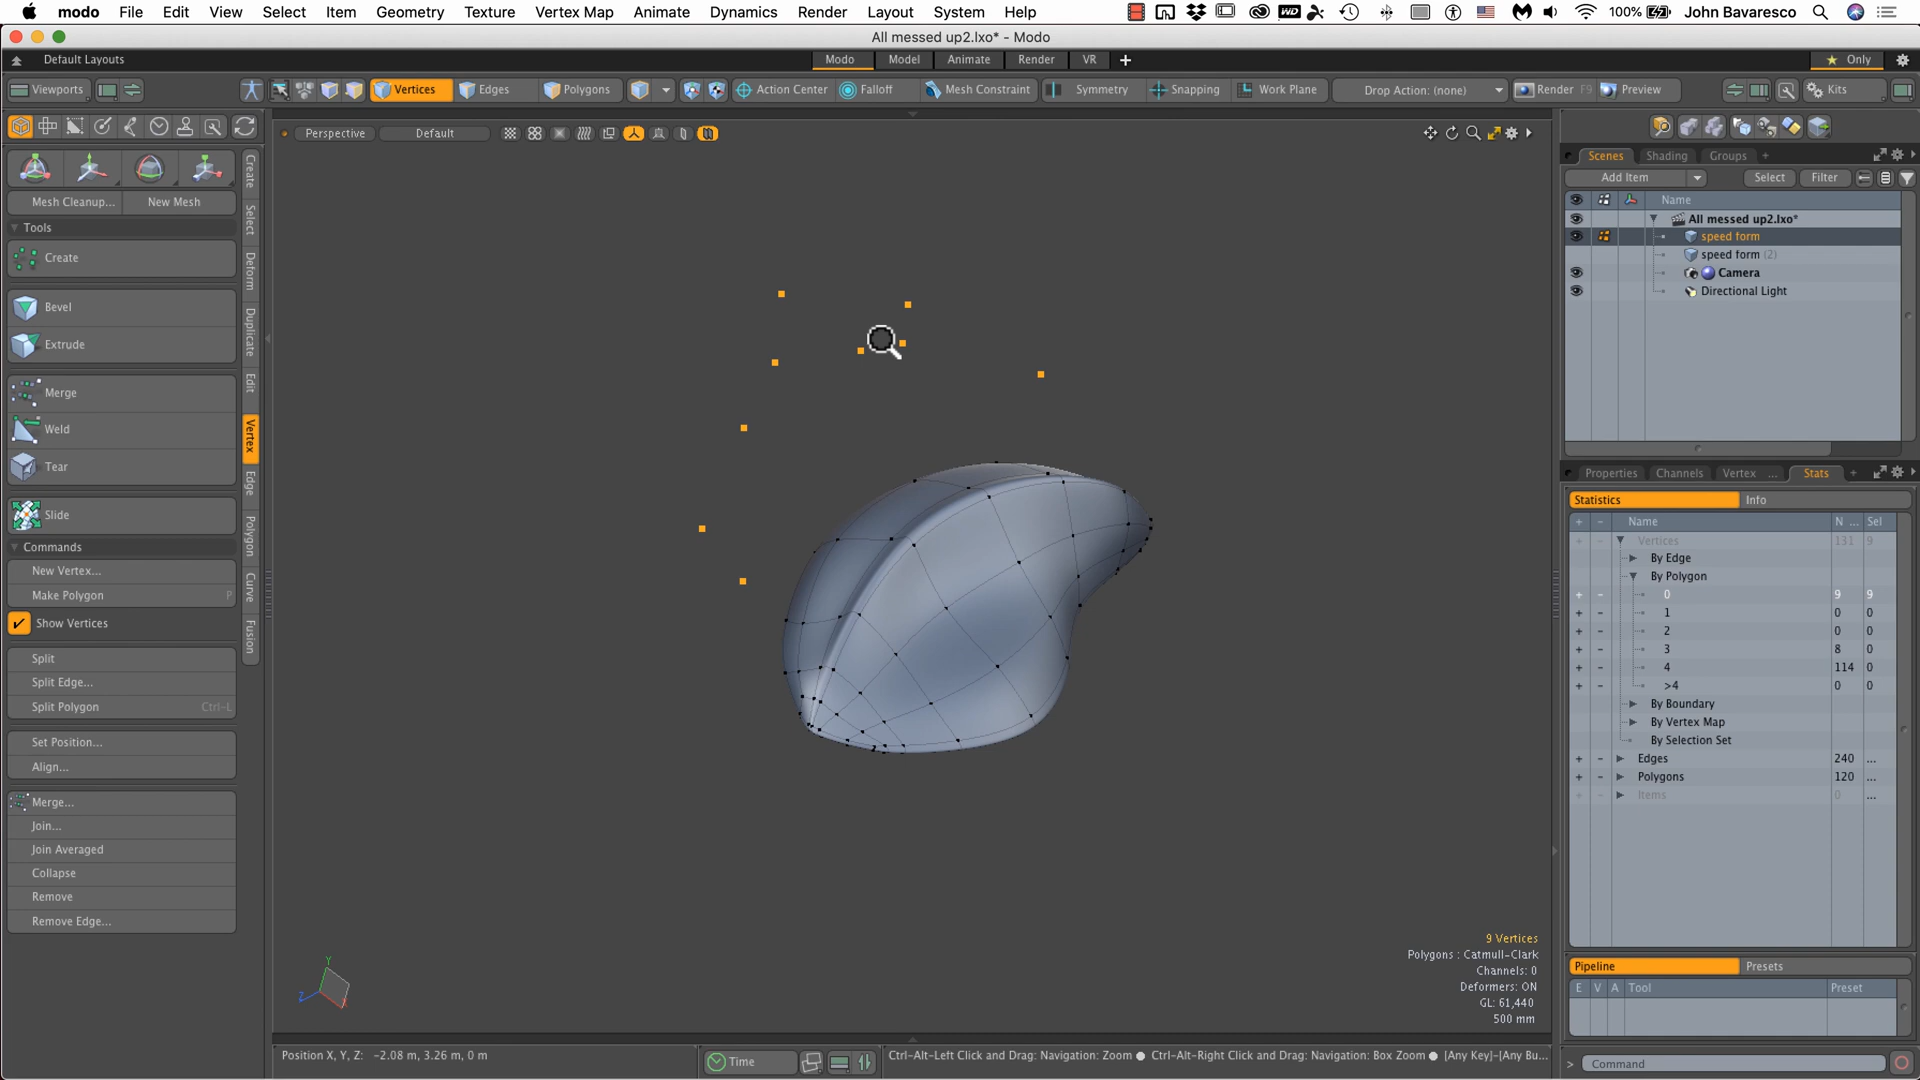 modo File Edit View Select Item Geometry Texture Vertex Map Animate Dynamics Render Layout System Help 100% John Bavaresco
All messed up2.lxo* - Modo
Default Layouts Modo Model Animate Render VR + Only
Viewports Vertices Edges Polygons Action Center Falloff Mesh Constraint Symmetry Snapping Work Plane Drop Action: (none) Render F9 Preview Kits
Perspective Default
Mesh Cleanup... New Mesh
Tools
Create
Bevel
Extrude
Merge
Weld
Tear
Slide
Commands
New Vertex...
Make Polygon P
Show Vertices
Split
Split Edge...
Split Polygon Ctrl-L
Set Position...
Align...
Merge...
Join...
Join Averaged
Collapse
Remove
Remove Edge...
Create
Select
Deform
Duplicate
Edit
Vertex
Edge
Polygon
Curve
Fusion
9 Vertices
Polygons : Catmull-Clark
Channels: 0
Deformers: ON
GL: 61,440
500 mm
Y
Z
X
Scenes Shading Groups +
Add Item Select Filter
Name
All messed up2.lxo*
speed form
speed form (2)
Camera
Directional Light
Properties Channels Vertex ... Stats +
Statistics Info
+ - Name N ... Sel
+ - Vertices 131 9
By Edge
By Polygon
+ - 0 9 9
+ - 1 0 0
+ - 2 0 0
+ - 3 8 0
+ - 4 114 0
+ - >4 0 0
By Boundary
By Vertex Map
By Selection Set
+ - Edges 240 ...
+ - Polygons 120 ...
+ - Items 0 ...
Pipeline Presets
E V A Tool Preset
Position X, Y, Z: -2.08 m, 3.26 m, 0 m Time Ctrl-Alt-Left Click and Drag: Navigation: Zoom ● Ctrl-Alt-Right Click and Drag: Navigation: Box Zoom ● [Any Key]-[Any Bu... > Command